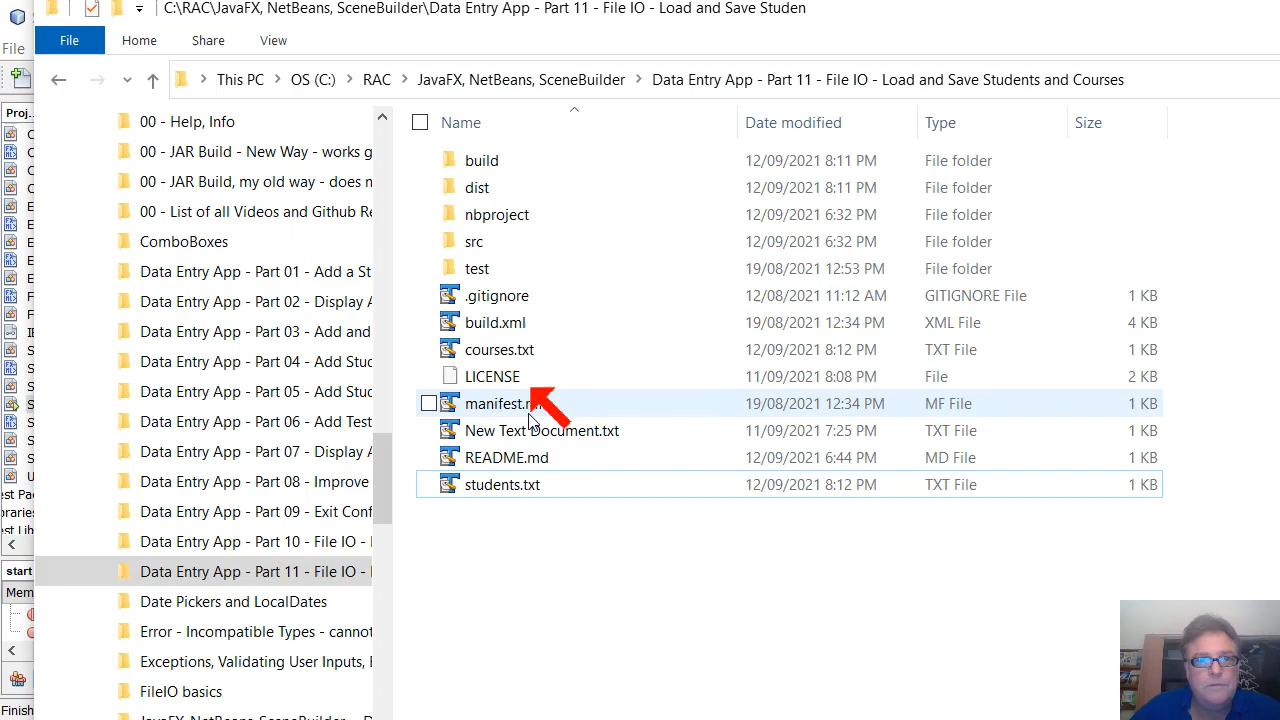 C:\RAC\JavaFX, NetBeans, SceneBuilder\Data Entry App - Part 11 - File IO - Load and Save Studen
File
File Home Share View
This PC OS (C:) RAC JavaFX, NetBeans, SceneBuilder Data Entry App - Part 11 - File IO - Load and Save Students and Courses
Proj...
Name Date modified Type Size
00 - Help, Info
00 - JAR Build - New Way - works g
00 - JAR Build, my old way - does n
00 - List of all Videos and Github Re
ComboBoxes
Data Entry App - Part 01 - Add a St
Data Entry App - Part 02 - Display A
Data Entry App - Part 03 - Add and
Data Entry App - Part 04 - Add Stud
Data Entry App - Part 05 - Add Stud
Data Entry App - Part 06 - Add Test
Data Entry App - Part 07 - Display A
Data Entry App - Part 08 - Improve
Data Entry App - Part 09 - Exit Conf
Data Entry App - Part 10 - File IO -
Data Entry App - Part 11 - File IO -
Date Pickers and LocalDates
Error - Incompatible Types - cannot
Exceptions, Validating User Inputs, E
FileIO basics
JavaFX, NetBeans, SceneBuilder - D
build 12/09/2021 8:11 PM File folder
dist 12/09/2021 8:11 PM File folder
nbproject 12/09/2021 6:32 PM File folder
src 12/09/2021 6:32 PM File folder
test 19/08/2021 12:53 PM File folder
.gitignore 12/08/2021 11:12 AM GITIGNORE File 1 KB
build.xml 19/08/2021 12:34 PM XML File 4 KB
courses.txt 12/09/2021 8:12 PM TXT File 1 KB
LICENSE 11/09/2021 8:08 PM File 2 KB
manifest. 19/08/2021 12:34 PM MF File 1 KB
New Text Document.txt 11/09/2021 7:25 PM TXT File 1 KB
README.md 12/09/2021 6:44 PM MD File 1 KB
students.txt 12/09/2021 8:12 PM TXT File 1 KB
est Pac
raries
est Lib
start
Mem
Finish